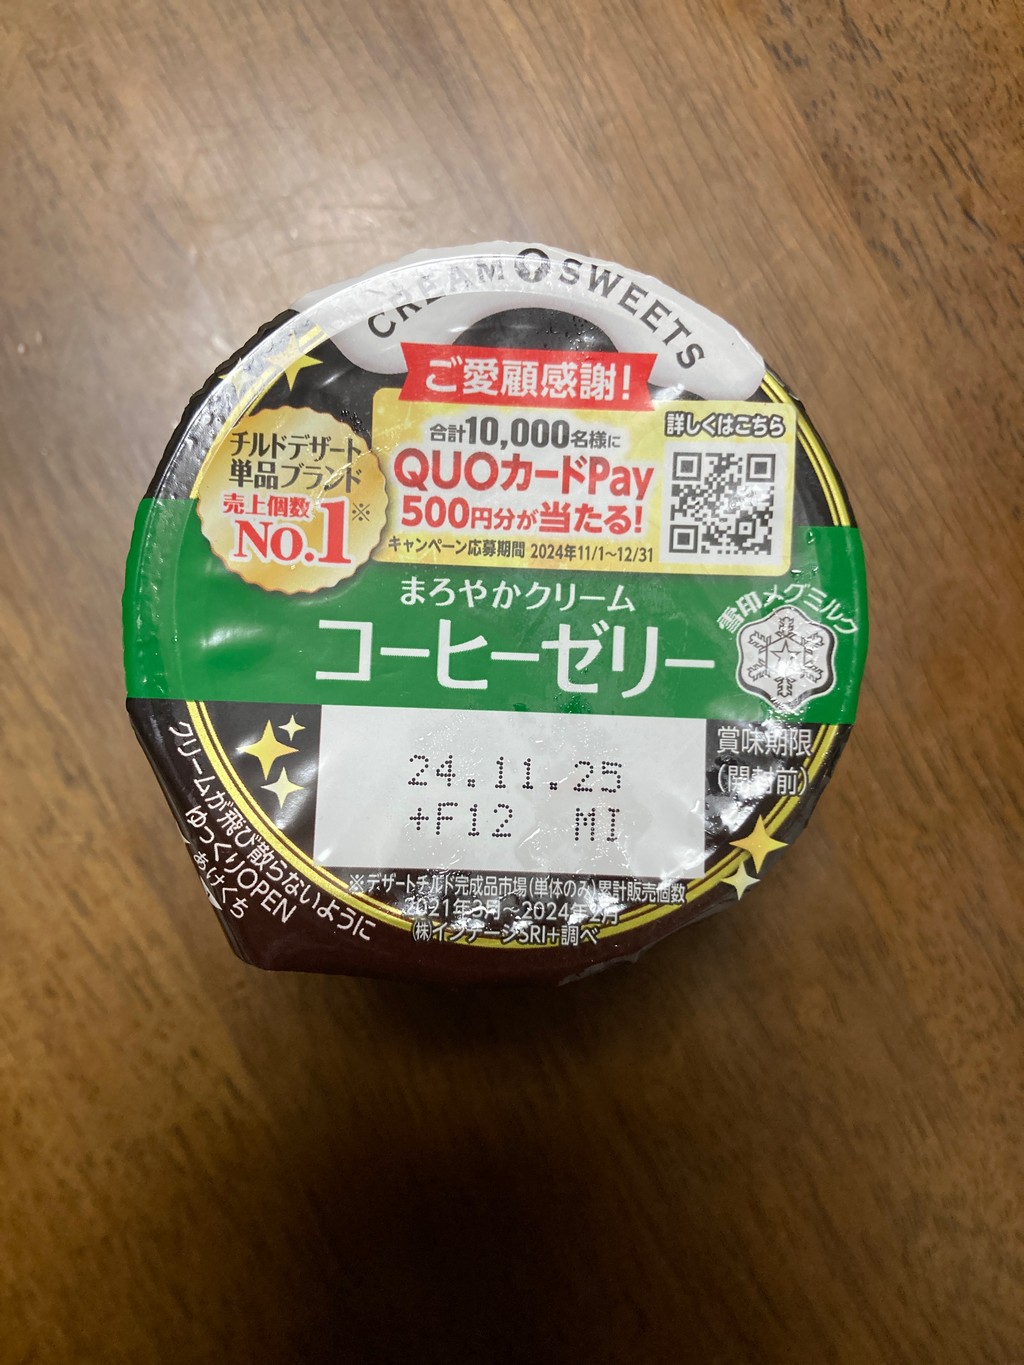 CREAM SWEETS
ご愛顧感謝!
合計10,000名様に
QUOカードPay
500円分が当たる!
キャンペーン応募期間 2024年11/1～12/31
詳しくはこちら
チルドデザート
単品ブランド
売上個数※
No.1
まろやかクリーム
コーヒーゼリー
雪印メグミルク
賞味期限
(開封前)
24.11.25
+F12 MI
クリームが飛び散らないように
ゆっくりOPEN
あけくち
※デザートチルド完成品市場(単体のみ)累計販売個数
2021年3月～2024年2月
㈱インテージSRI+調べ